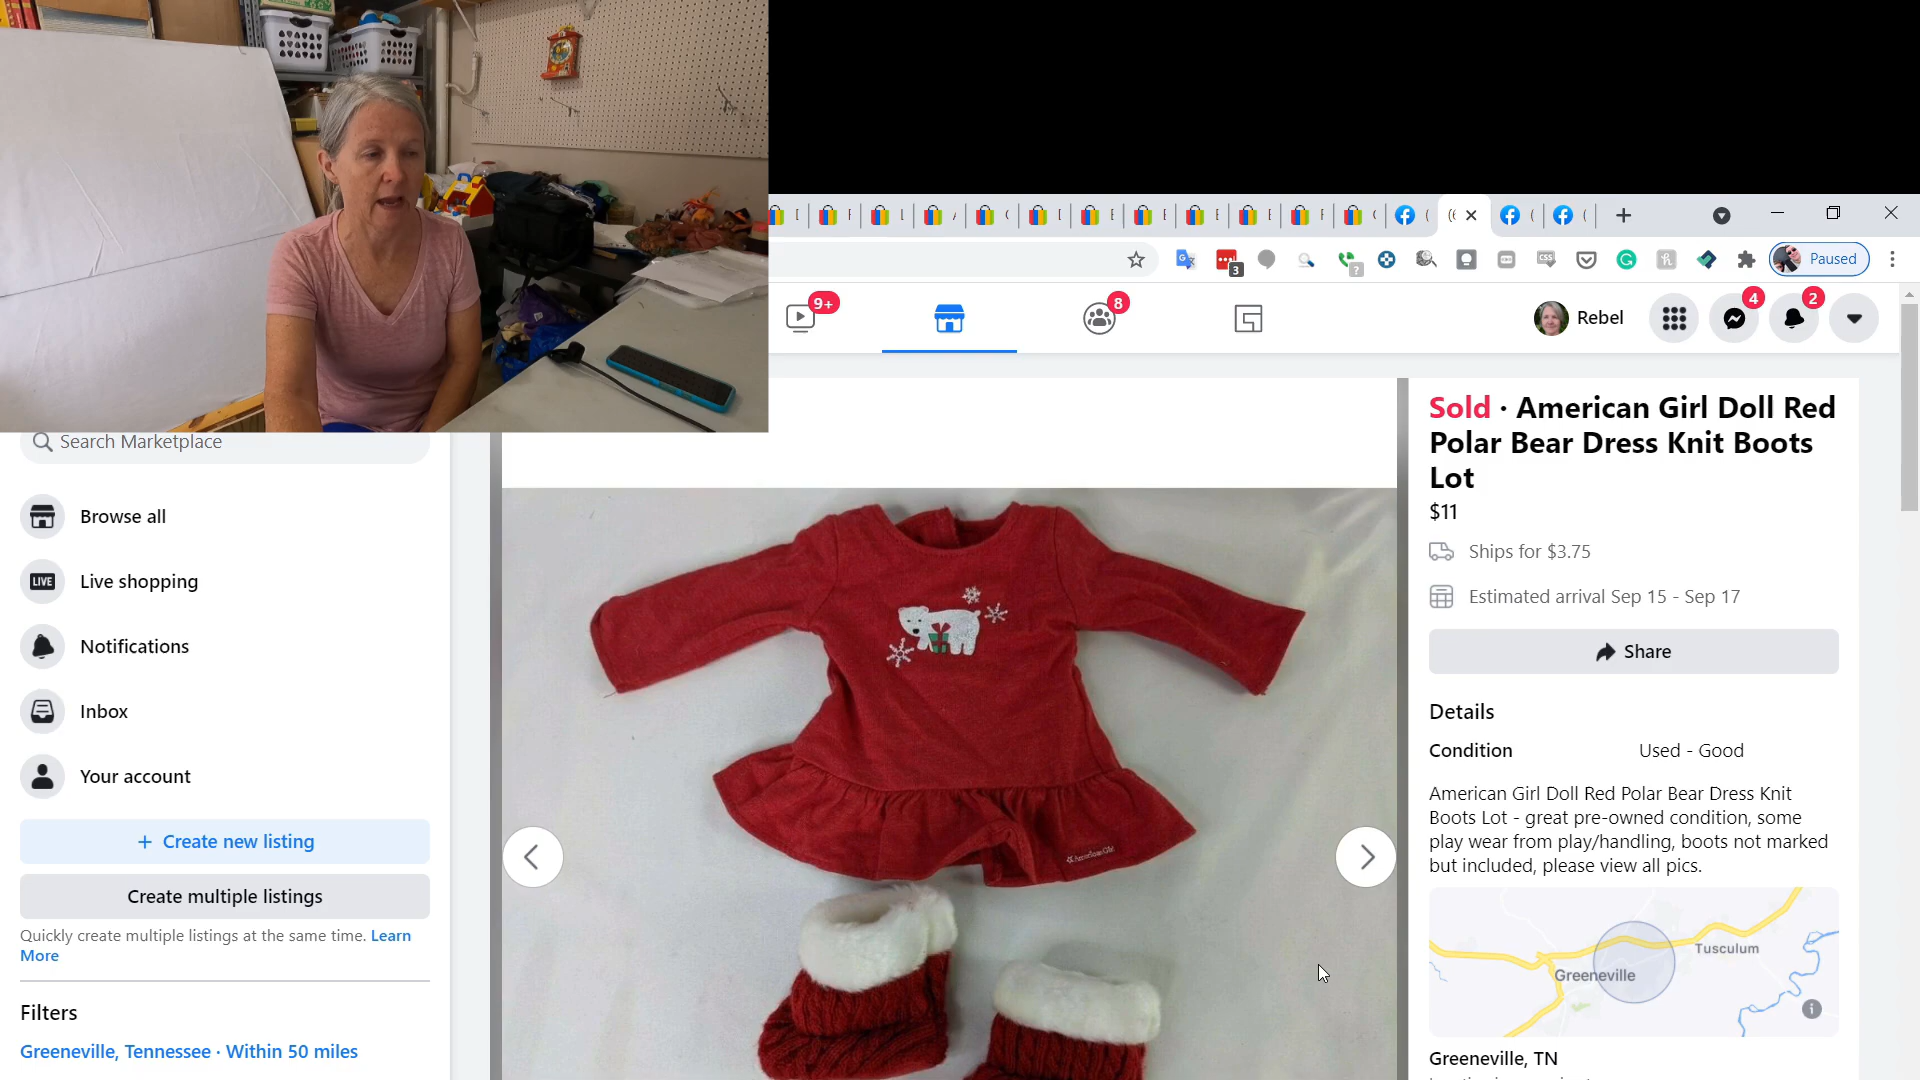 3
Paused
9+
8
Rebel
4
2
Search Marketplace
Browse all
LIVE
Live shopping
Notifications
Inbox
Your account
+ Create new listing
Create multiple listings
Quickly create multiple listings at the same time. Learn
More
Filters
Greeneville, Tennessee · Within 50 miles
American Girl
Sold · American Girl Doll Red
Polar Bear Dress Knit Boots
Lot
$11
Ships for $3.75
Estimated arrival Sep 15 - Sep 17
Share
Details
Condition
Used - Good
American Girl Doll Red Polar Bear Dress Knit
Boots Lot - great pre-owned condition, some
play wear from play/handling, boots not marked
but included, please view all pics.
Tusculum
Greeneville
Greeneville, TN